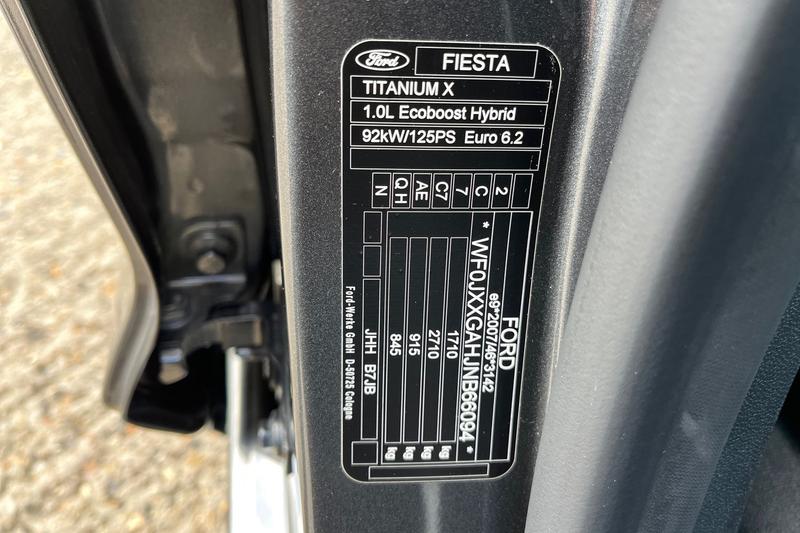 Ford
FIESTA
TITANIUM X
1.0L Ecoboost Hybrid
92kW/125PS Euro 6.2
N QH AE C7 7 C 2
FORD
e9*2007/46*3142
* WF0JXXGAHJNB66094 *
1710 kg
2710 kg
915 kg
845 kg
JHH B7JB
Ford-Werke GmbH D-50725 Cologne